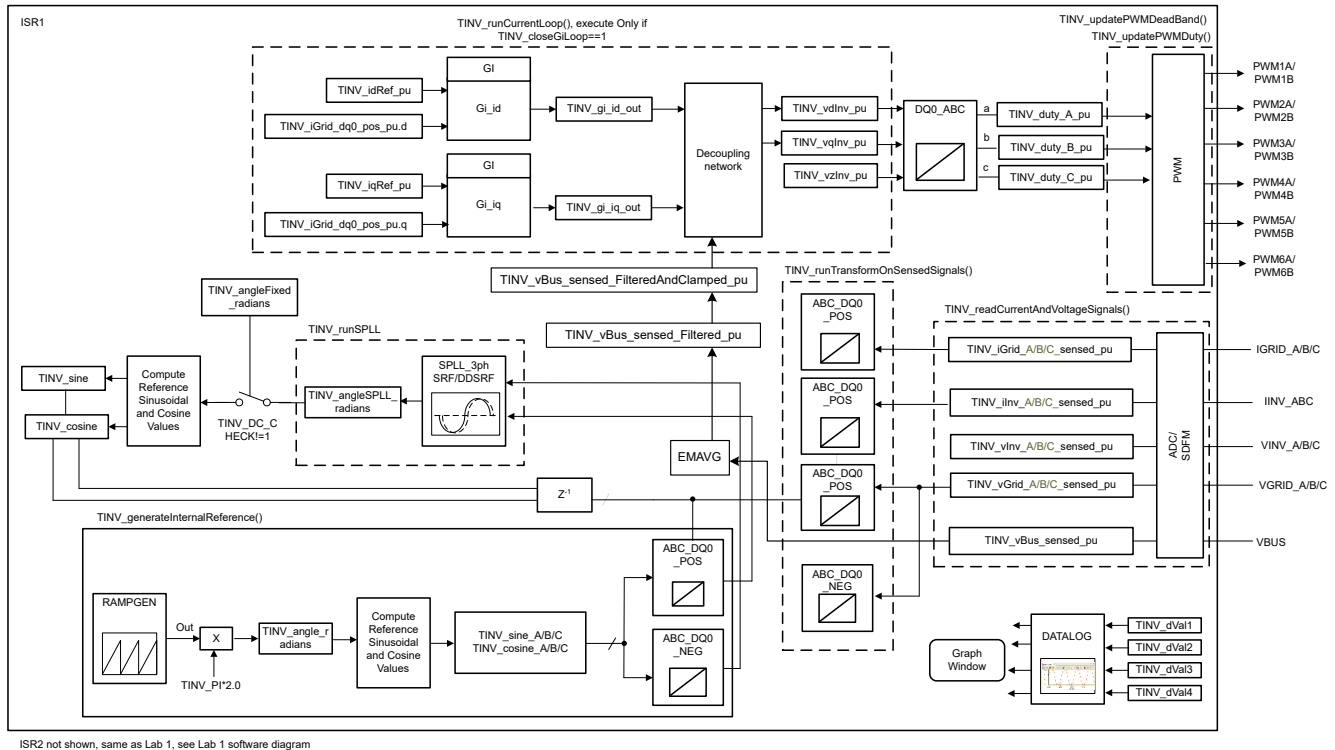 ISR1
TINV_runCurrentLoop(), execute Only if
TINV_closeGiLoop==1
TINV_updatePWMDeadBand()
TINV_updatePWMDuty()
TINV_idRef_pu
TINV_iGrid_dq0_pos_pu.d
GI
Gi_id
TINV_gi_id_out
TINV_iqRef_pu
TINV_iGrid_dq0_pos_pu.q
GI
Gi_iq
TINV_gi_iq_out
Decoupling
network
TINV_vdInv_pu
TINV_vqInv_pu
TINV_vzInv_pu
DQ0_ABC
a
b
c
TINV_duty_A_pu
TINV_duty_B_pu
TINV_duty_C_pu
PWM
PWM1A/
PWM1B
PWM2A/
PWM2B
PWM3A/
PWM3B
PWM4A/
PWM4B
PWM5A/
PWM5B
PWM6A/
PWM6B
TINV_vBus_sensed_FilteredAndClamped_pu
TINV_vBus_sensed_Filtered_pu
EMAVG
TINV_angleFixed
_radians
TINV_runSPLL
SPLL_3ph
SRF/DDSRF
TINV_angleSPLL_
radians
TINV_DC_C
HECK!=1
Compute
Reference
Sinusoidal
and Cosine
Values
TINV_sine
TINV_cosine
Z-1
TINV_runTransformOnSensedSignals()
ABC_DQ0
_POS
ABC_DQ0
_POS
ABC_DQ0
_POS
ABC_DQ0
_NEG
TINV_readCurrentAndVoltageSignals()
TINV_iGrid_A/B/C_sensed_pu
TINV_iInv_A/B/C_sensed_pu
TINV_vInv_A/B/C_sensed_pu
TINV_vGrid_A/B/C_sensed_pu
TINV_vBus_sensed_pu
ADC/
SDFM
IGRID_A/B/C
IINV_ABC
VINV_A/B/C
VGRID_A/B/C
VBUS
TINV_generateInternalReference()
RAMPGEN
Out
X
TINV_PI*2.0
TINV_angle_r
adians
Compute
Reference
Sinusoidal
and Cosine
Values
TINV_sine_A/B/C
TINV_cosine_A/B/C
ABC_DQ0
_POS
ABC_DQ0
_NEG
Graph
Window
DATALOG
TINV_dVal1
TINV_dVal2
TINV_dVal3
TINV_dVal4
ISR2 not shown, same as Lab 1, see Lab 1 software diagram